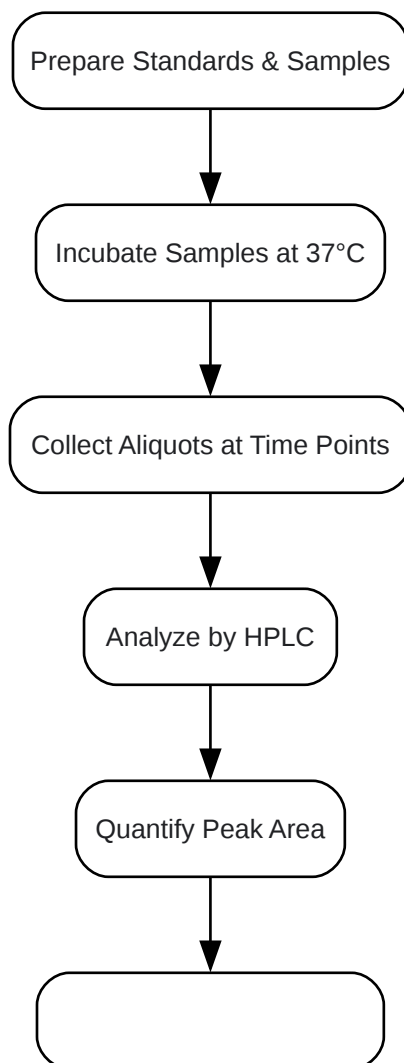 Prepare Standards & Samples
Incubate Samples at 37°C
Collect Aliquots at Time Points
Analyze by HPLC
Quantify Peak Area